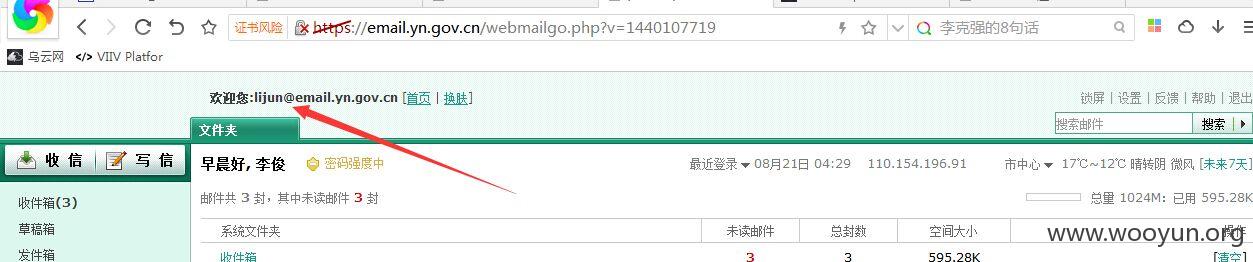 证书风险 https://email.yn.gov.cn/webmailgo.php?v=1440107719 李克强的8句话
乌云网 </> VIIV Platfor
欢迎您:lijun@email.yn.gov.cn [首页 | 换肤] 锁屏 | 设置 | 反馈 | 帮助 | 退出
文件夹 搜索邮件 搜索
收 信 写 信 早晨好, 李俊 密码强度中 最近登录 08月21日 04:29 110.154.196.91 市中心 17℃~12℃ 晴转阴 微风 [未来7天]
收件箱(3) 邮件共 3 封，其中未读邮件 3 封 总量 1024M：已用 595.28K
草稿箱 系统文件夹 未读邮件 总封数 空间大小 操作
www.wooyun.org
发件箱 收件箱 3 3 595.28K [清空]